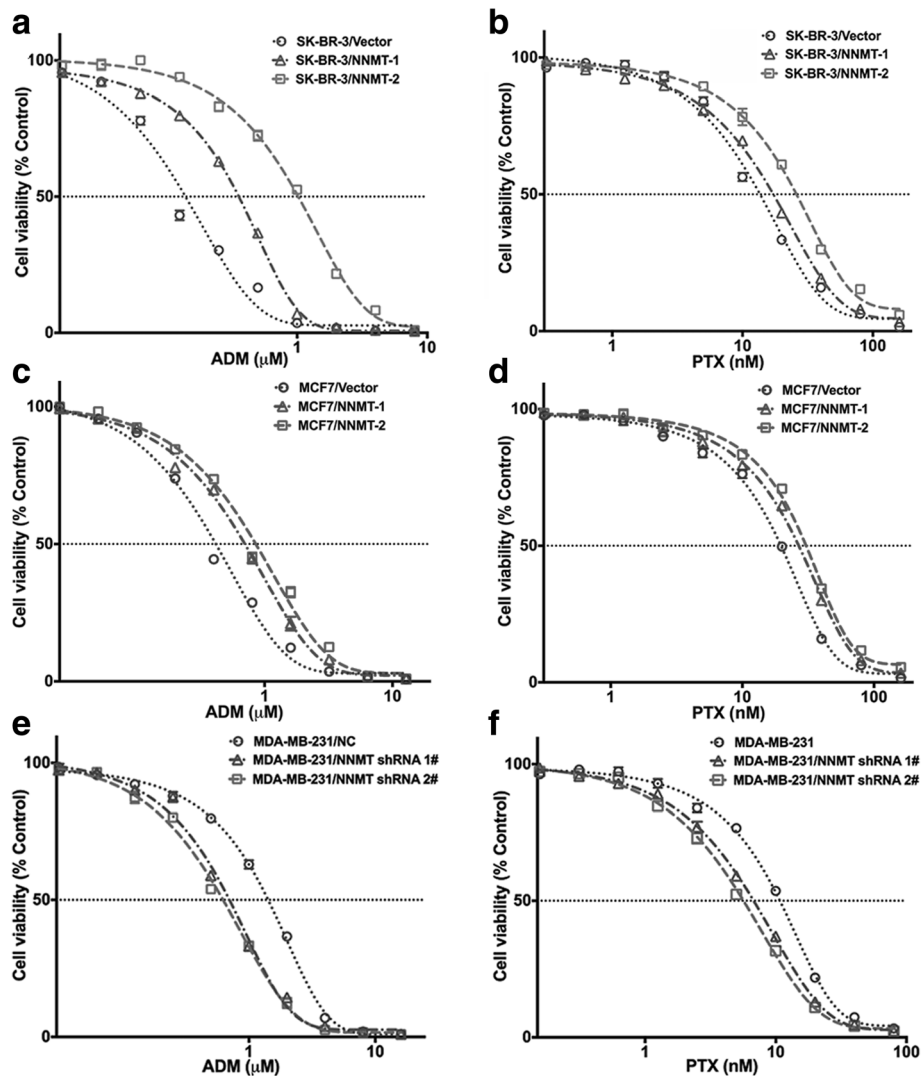 a
SK-BR-3/Vector
SK-BR-3/NNMT-1
SK-BR-3/NNMT-2
100
50
0
Cell viability (% Control)
1
10
ADM (μM)
b
SK-BR-3/Vector
SK-BR-3/NNMT-1
SK-BR-3/NNMT-2
100
50
0
Cell viability (% Control)
1
10
100
PTX (nM)
c
MCF7/Vector
MCF7/NNMT-1
MCF7/NNMT-2
100
50
0
Cell viability (% Control)
1
10
ADM (μM)
d
MCF7/Vector
MCF7/NNMT-1
MCF7/NNMT-2
100
50
0
Cell viability (% Control)
1
10
100
PTX (nM)
e
MDA-MB-231/NC
MDA-MB-231/NNMT shRNA 1#
MDA-MB-231/NNMT shRNA 2#
100
50
0
Cell viability (% Control)
1
10
ADM (μM)
f
MDA-MB-231
MDA-MB-231/NNMT shRNA 1#
MDA-MB-231/NNMT shRNA 2#
100
50
0
Cell viability (% Control)
1
10
100
PTX (nM)